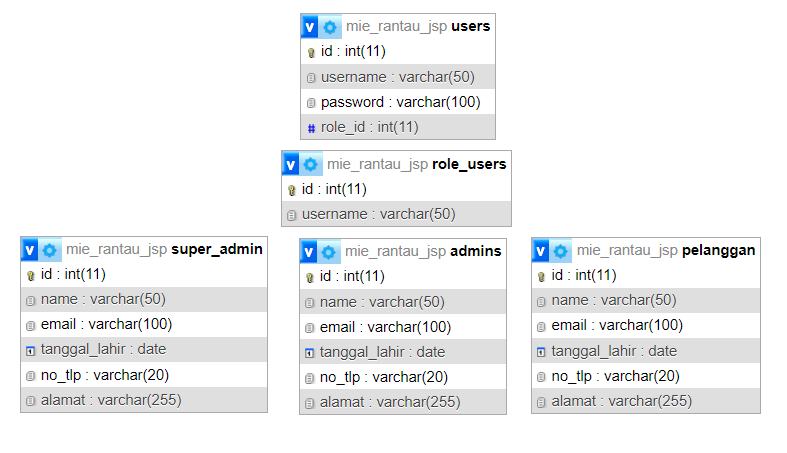 mie_rantau_jsp users
id : int(11)
username : varchar(50)
password : varchar(100)
# role_id : int(11)
mie_rantau_jsp role_users
id : int(11)
username : varchar(50)
mie_rantau_jsp super_admin
id : int(11)
name : varchar(50)
email : varchar(100)
tanggal_lahir : date
no_tlp : varchar(20)
alamat : varchar(255)
mie_rantau_jsp admins
id : int(11)
name : varchar(50)
email : varchar(100)
tanggal_lahir : date
no_tlp : varchar(20)
alamat : varchar(255)
mie_rantau_jsp pelanggan
id : int(11)
name : varchar(50)
email : varchar(100)
tanggal_lahir : date
no_tlp : varchar(20)
alamat : varchar(255)